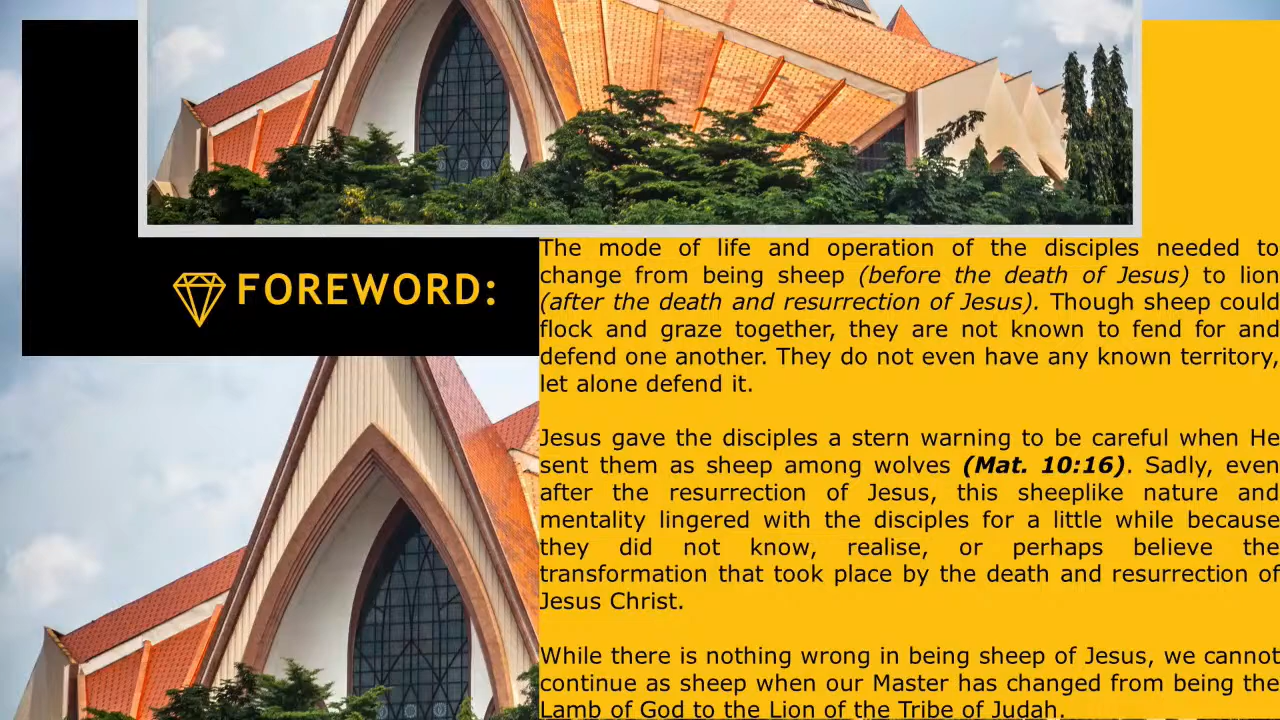 FOREWORD:
The mode of life and operation of the disciples needed to
change from being sheep (before the death of Jesus) to lion
(after the death and resurrection of Jesus). Though sheep could
flock and graze together, they are not known to fend for and
defend one another. They do not even have any known territory,
let alone defend it.
Jesus gave the disciples a stern warning to be careful when He
sent them as sheep among wolves (Mat. 10:16). Sadly, even
after the resurrection of Jesus, this sheeplike nature and
mentality lingered with the disciples for a little while because
they did not know, realise, or perhaps believe the
transformation that took place by the death and resurrection of
Jesus Christ.
While there is nothing wrong in being sheep of Jesus, we cannot
continue as sheep when our Master has changed from being the
Lamb of God to the Lion of the Tribe of Judah.